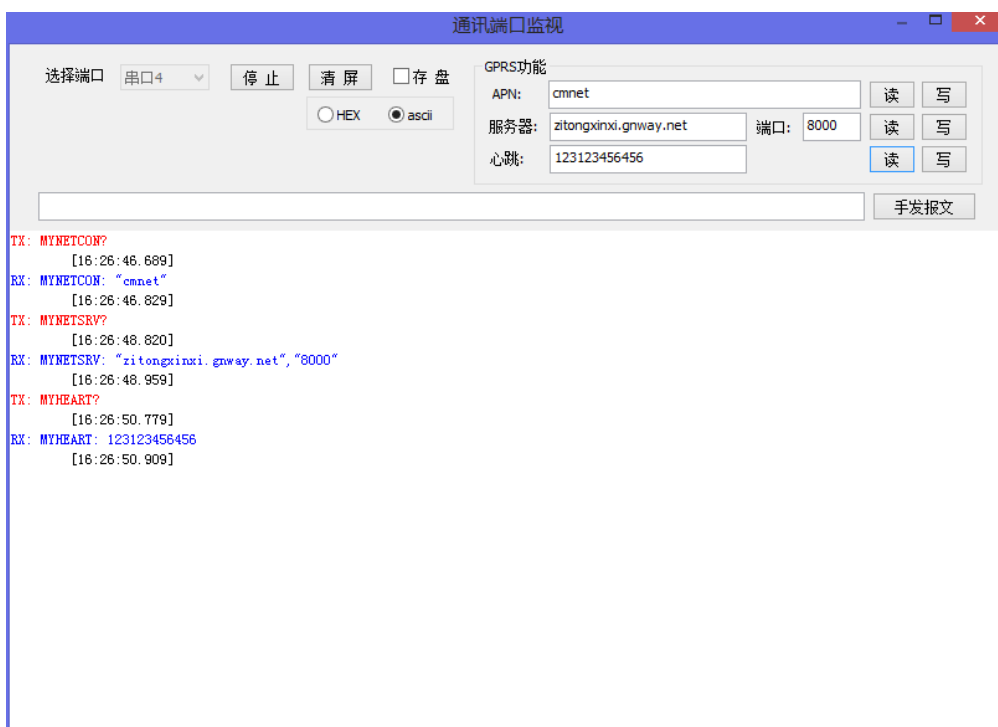 通讯端口监视
选择端口 串口4 停止 清屏 存盘
HEX ascii
GPRS功能
APN: cmnet 读 写
服务器: zitongxinxi.gnway.net 端口: 8000 读 写
心跳: 123123456456 读 写
手发报文
TX: MYNETCON?
[16:26:46.689]
RX: MYNETCON: "cmnet"
[16:26:46.829]
TX: MYNETSRV?
[16:26:48.820]
RX: MYNETSRV: "zitongxinxi.gnway.net","8000"
[16:26:48.959]
TX: MYHEART?
[16:26:50.779]
RX: MYHEART: 123123456456
[16:26:50.909]